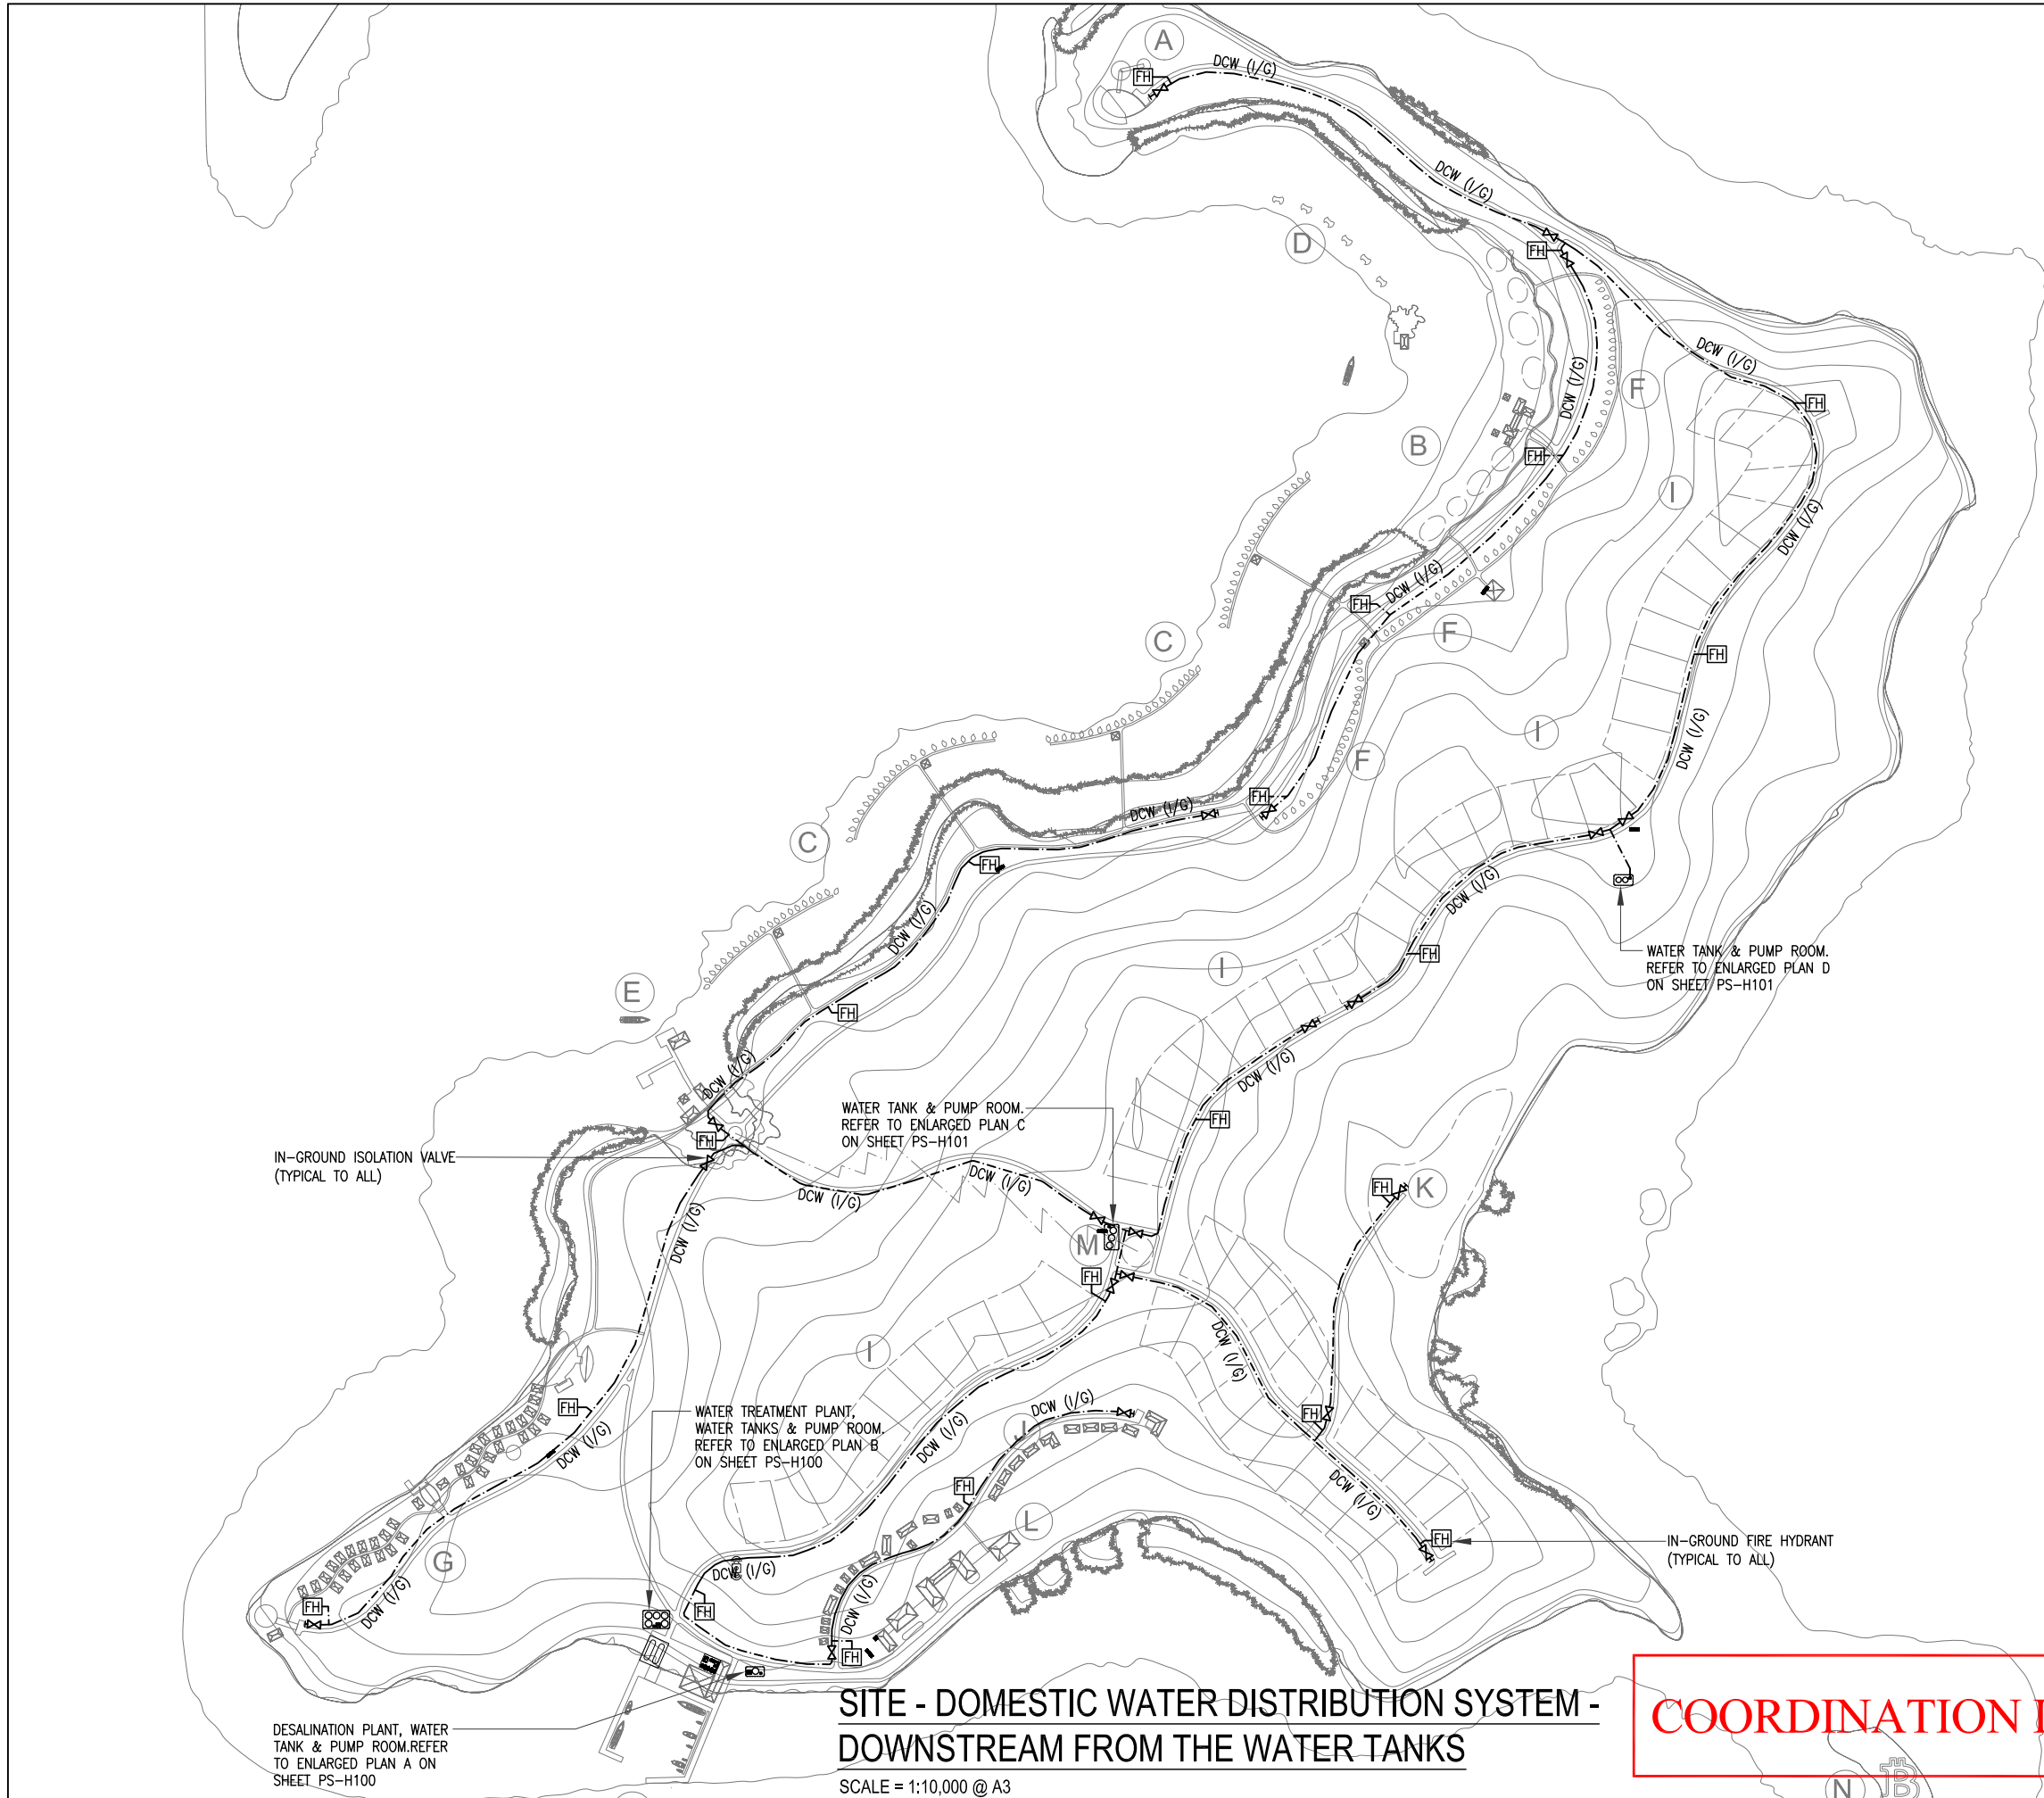 A
FH
DCW (I/G)
DCW (I/G)
D
FH
DCW (I/G)
F
DCW (I/G)
FH
B
FH
I
DCW (I/G)
DCW (I/G)
FH
F
C
FH
I
DCW (I/G)
F
FH
DCW (I/G)
C
FH
DCW (I/G)
DCW (I/G)
FH
WATER TANK & PUMP ROOM.
REFER TO ENLARGED PLAN D
ON SHEET PS-H101
I
E
FH
DCW (I/G)
DCW (I/G)
WATER TANK & PUMP ROOM.
REFER TO ENLARGED PLAN C
ON SHEET PS-H101
FH
FH
IN-GROUND ISOLATION VALVE
(TYPICAL TO ALL)
DCW (I/G)
DCW (I/G)
FH
K
DCW (I/G)
M
FH
I
DCW (I/G)
FH
WATER TREATMENT PLANT,
WATER TANKS & PUMP ROOM.
REFER TO ENLARGED PLAN B
ON SHEET PS-H100
DCW (I/G)
J
FH
DCW (I/G)
DCW (I/G)
FH
DCW (I/G)
L
FH
IN-GROUND FIRE HYDRANT
(TYPICAL TO ALL)
G
DCW (I/G)
FH
DCW (I/G)
FH
DCW (I/G)
FH
DESALINATION PLANT, WATER
TANK & PUMP ROOM.REFER
TO ENLARGED PLAN A ON
SHEET PS-H100
SITE - DOMESTIC WATER DISTRIBUTION SYSTEM -
DOWNSTREAM FROM THE WATER TANKS
SCALE = 1:10,000 @ A3
COORDINATION
N